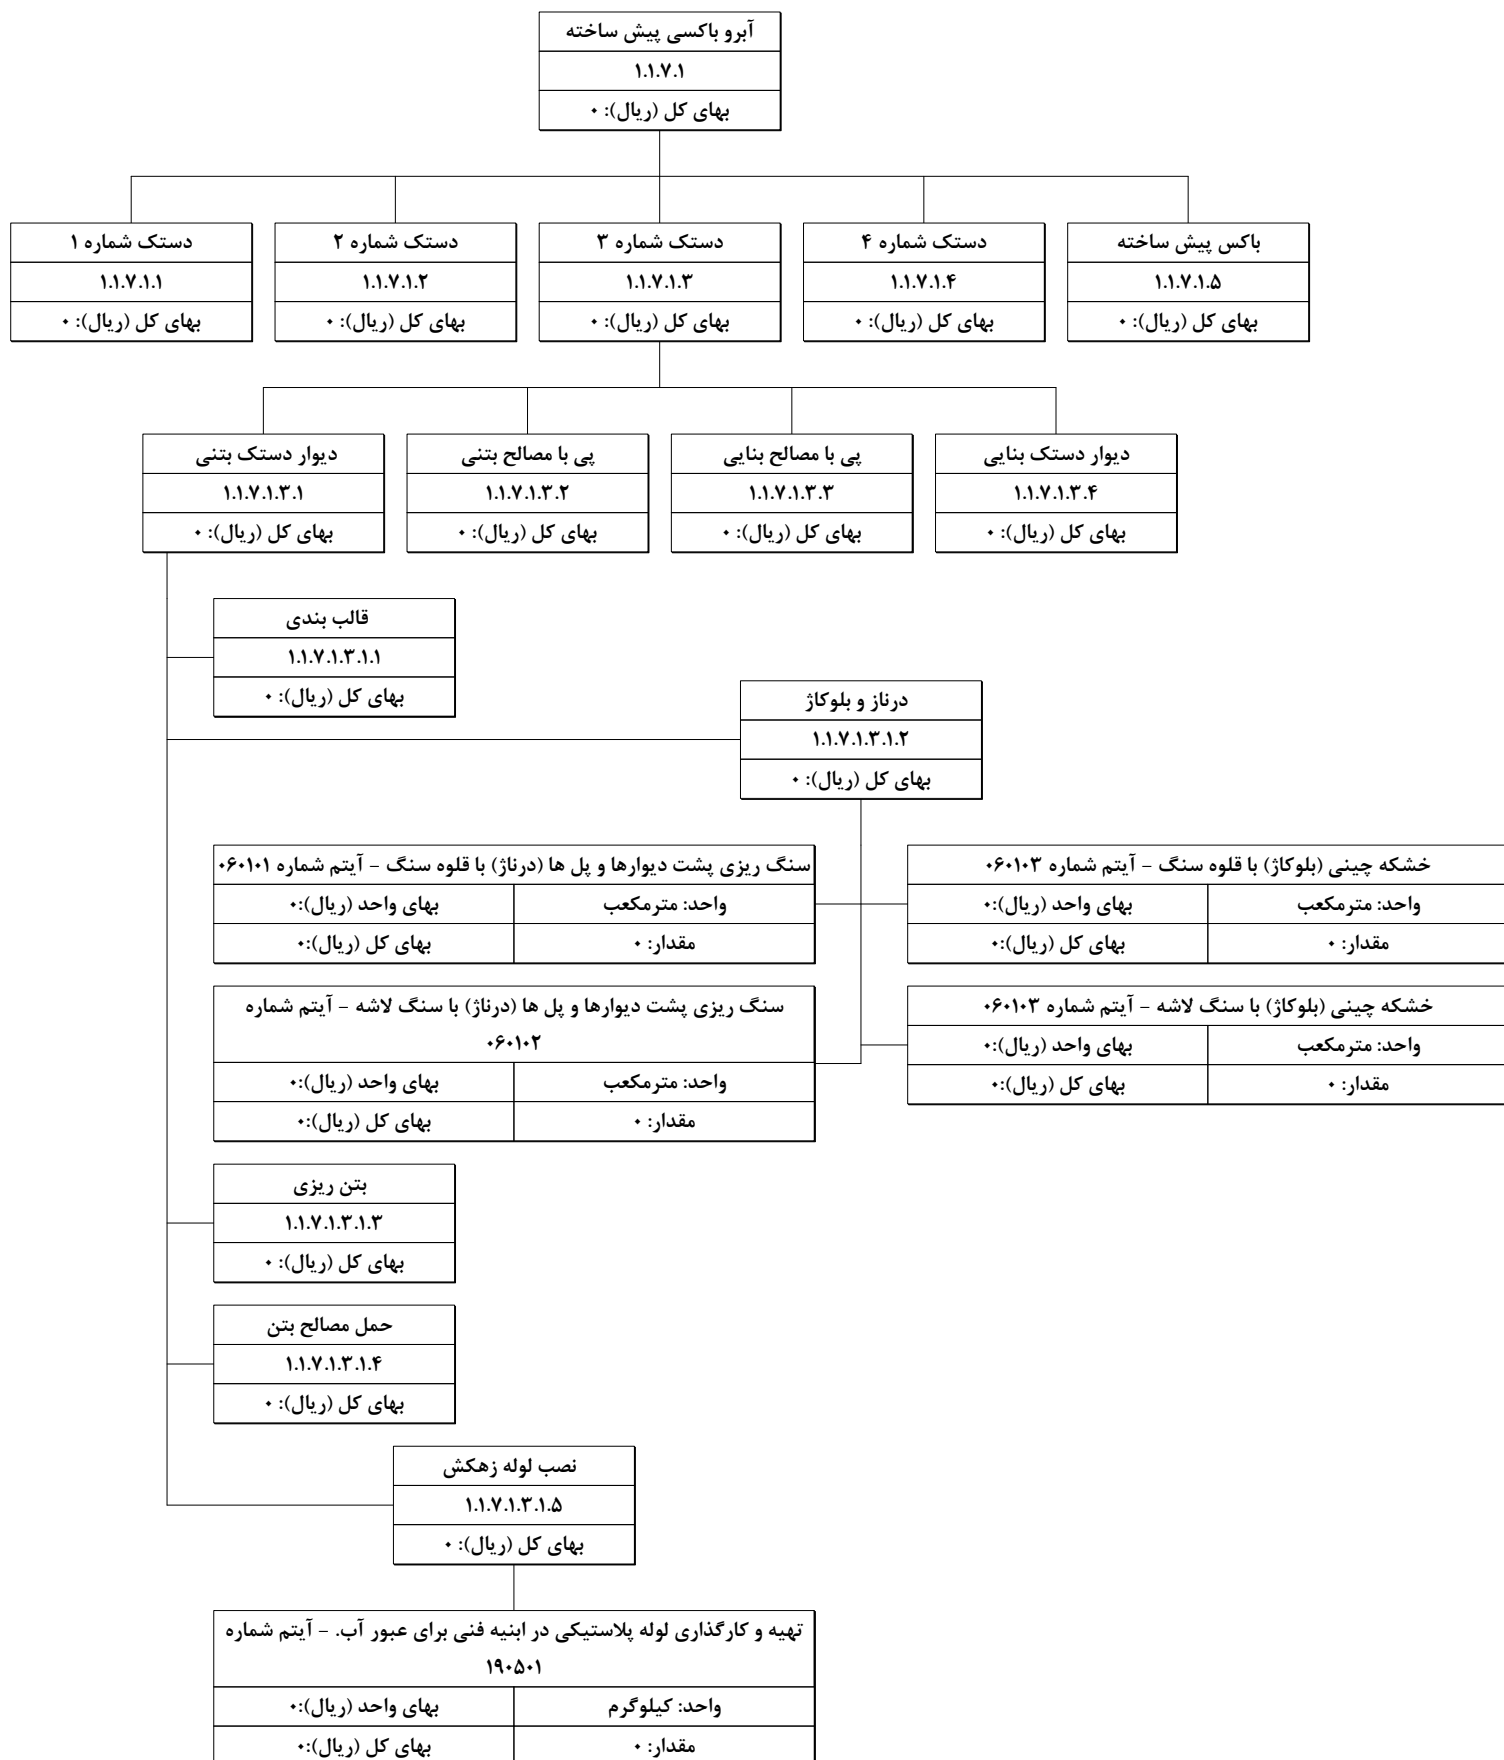 آبرو باکسی پیش ساخته
۱.۱.۷.۱
بهای کل (ریال): ۰
دستک شماره ۱
۱.۱.۷.۱.۱
بهای کل (ریال): ۰
دستک شماره ۲
۱.۱.۷.۱.۲
بهای کل (ریال): ۰
دستک شماره ۳
۱.۱.۷.۱.۳
بهای کل (ریال): ۰
دستک شماره ۴
۱.۱.۷.۱.۴
بهای کل (ریال): ۰
باکس پیش ساخته
۱.۱.۷.۱.۵
بهای کل (ریال): ۰
دیوار دستک بتنی
۱.۱.۷.۱.۳.۱
بهای کل (ریال): ۰
پی با مصالح بتنی
۱.۱.۷.۱.۳.۲
بهای کل (ریال): ۰
پی با مصالح بنایی
۱.۱.۷.۱.۳.۳
بهای کل (ریال): ۰
دیوار دستک بنایی
۱.۱.۷.۱.۳.۴
بهای کل (ریال): ۰
قالب بندی
۱.۱.۷.۱.۳.۱.۱
بهای کل (ریال): ۰
درناز و بلوکاژ
۱.۱.۷.۱.۳.۱.۲
بهای کل (ریال): ۰
سنگ ریزی پشت دیوارها و پل ها (درناژ) با قلوه سنگ - آیتم شماره ۰۶۰۱۰۱
واحد: مترمکعب
بهای واحد (ریال):۰
مقدار: ۰
بهای کل (ریال):۰
خشکه چینی (بلوکاژ) با قلوه سنگ - آیتم شماره ۰۶۰۱۰۳
واحد: مترمکعب
بهای واحد (ریال):۰
مقدار: ۰
بهای کل (ریال):۰
سنگ ریزی پشت دیوارها و پل ها (درناژ) با سنگ لاشه - آیتم شماره
۰۶۰۱۰۲
واحد: مترمکعب
بهای واحد (ریال):۰
مقدار: ۰
بهای کل (ریال):۰
خشکه چینی (بلوکاژ) با سنگ لاشه - آیتم شماره ۰۶۰۱۰۳
واحد: مترمکعب
بهای واحد (ریال):۰
مقدار: ۰
بهای کل (ریال):۰
بتن ریزی
۱.۱.۷.۱.۳.۱.۳
بهای کل (ریال): ۰
حمل مصالح بتن
۱.۱.۷.۱.۳.۱.۴
بهای کل (ریال): ۰
نصب لوله زهکش
۱.۱.۷.۱.۳.۱.۵
بهای کل (ریال): ۰
تهیه و کارگذاری لوله پلاستیکی در ابنیه فنی برای عبور آب. - آیتم شماره
۱۹۰۵۰۱
واحد: کیلوگرم
بهای واحد (ریال):۰
مقدار: ۰
بهای کل (ریال):۰